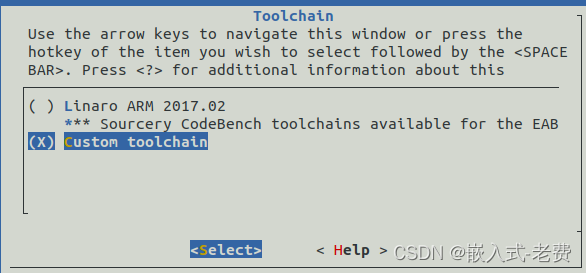 Toolchain
Use the arrow keys to navigate this window or press the
hotkey of the item you wish to select followed by the <SPACE
BAR>. Press <?> for additional information about this
( ) Linaro ARM 2017.02
*** Sourcery CodeBench toolchains available for the EAB
(X) Custom toolchain
<Select> < Help >
CSDN @嵌入式-老费